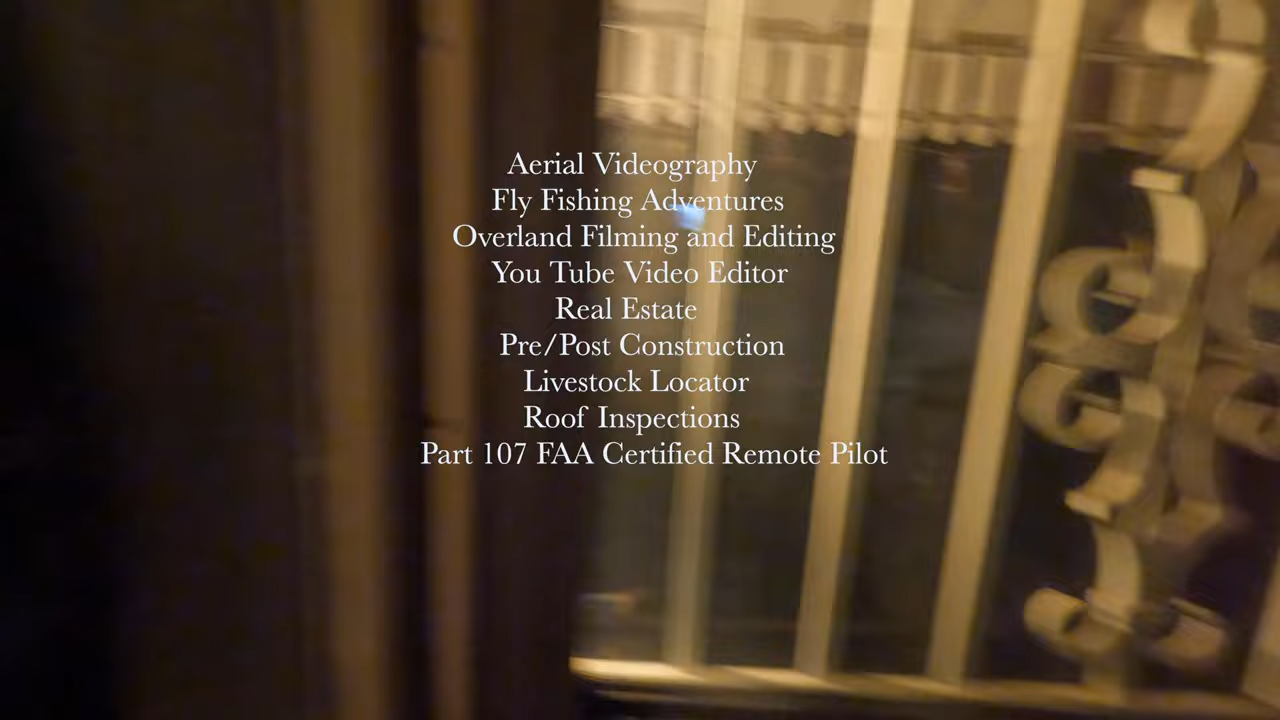 Aerial Videography
Fly Fishing Adventures
Overland Filming and Editing
You Tube Video Editor
Real Estate
Pre/Post Construction
Livestock Locator
Roof Inspections
Part 107 FAA Certified Remote Pilot